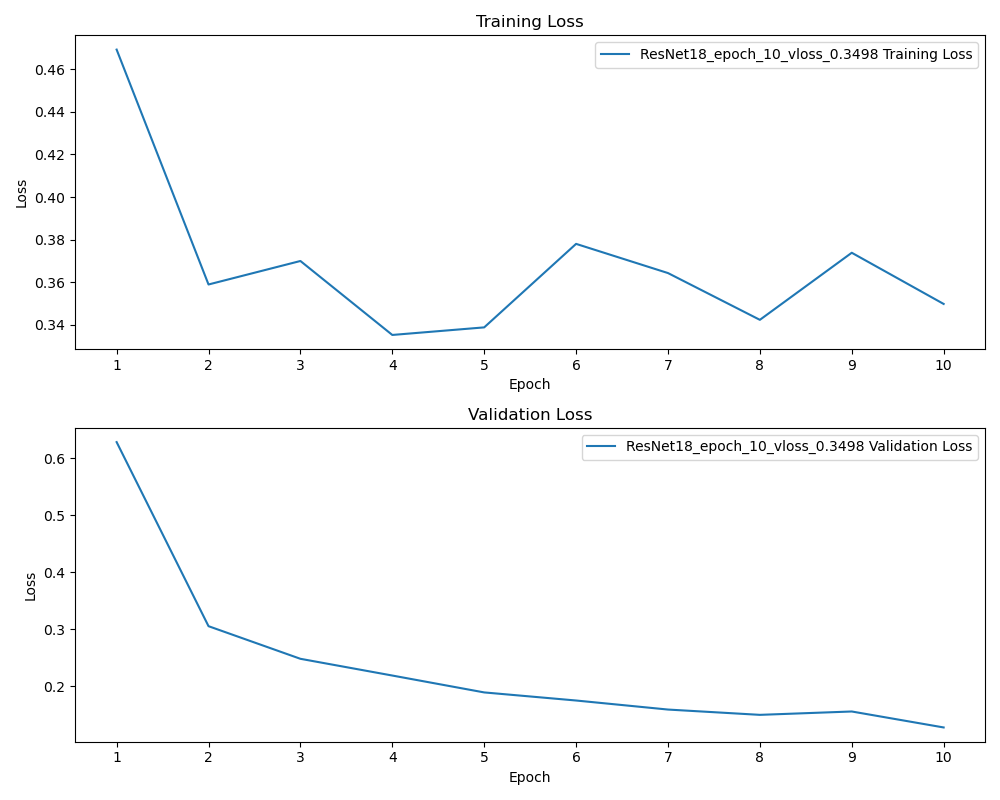 Training Loss
ResNet18_epoch_10_vloss_0.3498 Training Loss
0.46
0.44
0.42
0.40
0.38
0.36
0.34
Loss
1 2 3 4 5 6 7 8 9 10
Epoch
Validation Loss
ResNet18_epoch_10_vloss_0.3498 Validation Loss
0.6
0.5
0.4
0.3
0.2
Loss
1 2 3 4 5 6 7 8 9 10
Epoch